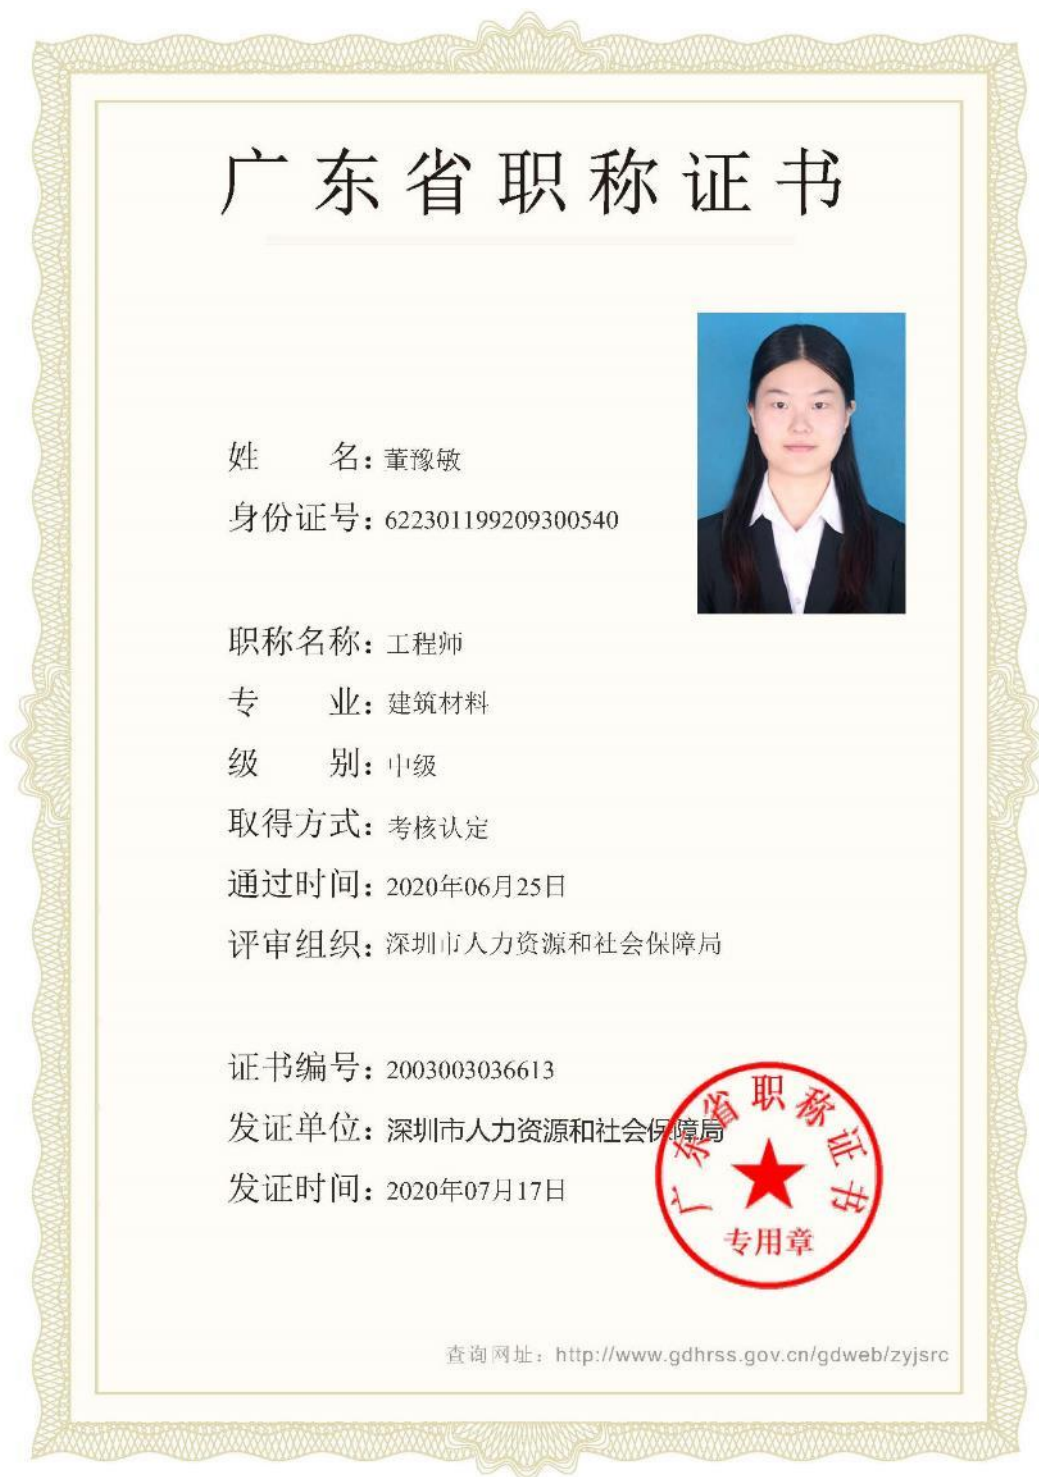 广东省职称证书
姓名：董豫敏
身份证号：622301199209300540
职称名称：工程师
专业：建筑材料
级别：中级
取得方式：考核认定
通过时间：2020年06月25日
评审组织：深圳市人力资源和社会保障局
证书编号：2003003036613
发证单位：深圳市人力资源和社会保障局
发证时间：2020年07月17日
广东省职称证书
专用章
查询网址：http://www.gdhrss.gov.cn/gdweb/zyjsrc